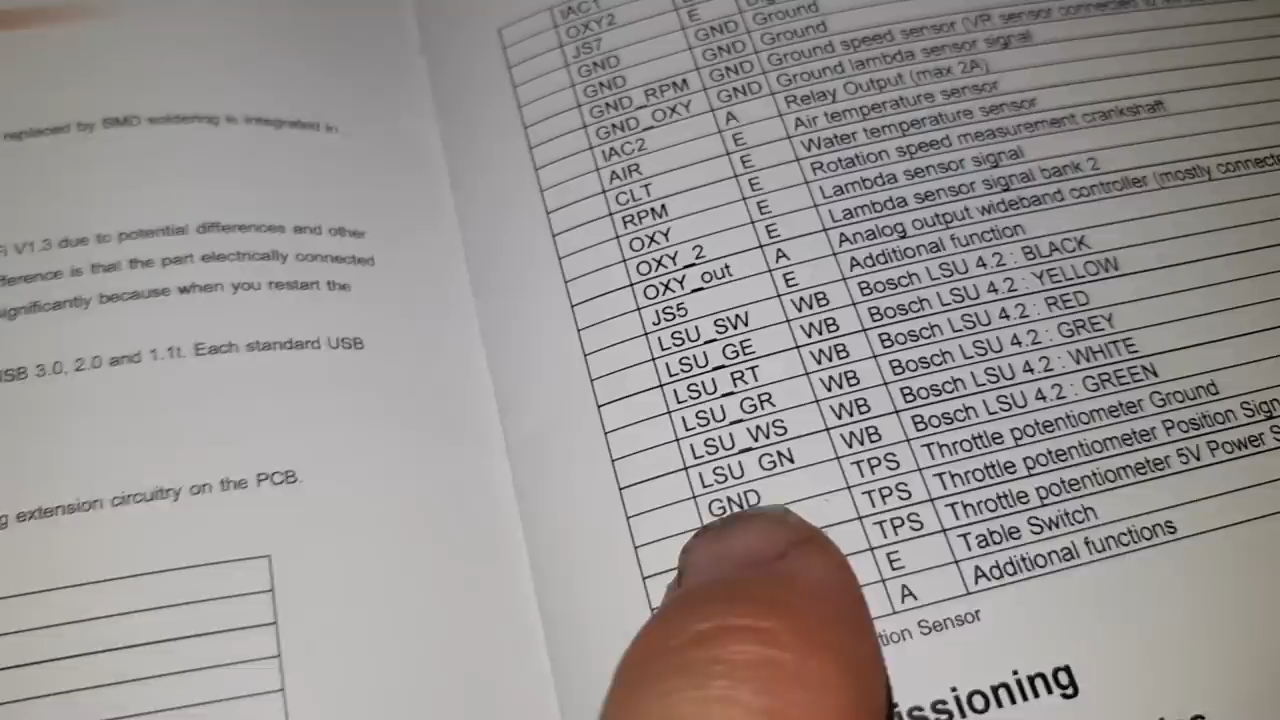 replaced by SMD soldering is integrated in
V1.3 due to potential differences and other
ference is that the part electrically connected
ignificantly because when you restart the
SB 3.0, 2.0 and 1.1t. Each standard USB
g extension circuitry on the PCB.
IAC1
OXY2 E
JS7 GND Ground
GND GND Ground
GND GND Ground speed sensor (VR sensor connected
GND_RPM GND Ground lambda sensor signal
GND_OXY A Relay Output (max 2A)
IAC2 E Air temperature sensor
AIR E Water temperature sensor
CLT E Rotation speed measurement crankshaft
RPM E Lambda sensor signal
OXY E Lambda sensor signal bank 2
OXY_2 A Analog output wideband controller (mostly connecte
OXY_out E Additional function
JS5 WB Bosch LSU 4.2 : BLACK
LSU_SW WB Bosch LSU 4.2 : YELLOW
LSU_GE WB Bosch LSU 4.2 : RED
LSU_RT WB Bosch LSU 4.2 : GREY
LSU_GR WB Bosch LSU 4.2 : WHITE
LSU_WS WB Bosch LSU 4.2 : GREEN
LSU_GN TPS Throttle potentiometer Ground
GND TPS Throttle potentiometer Position Sign
TPS Throttle potentiometer 5V Power S
E Table Switch
A Additional functions
tion Sensor
issioning